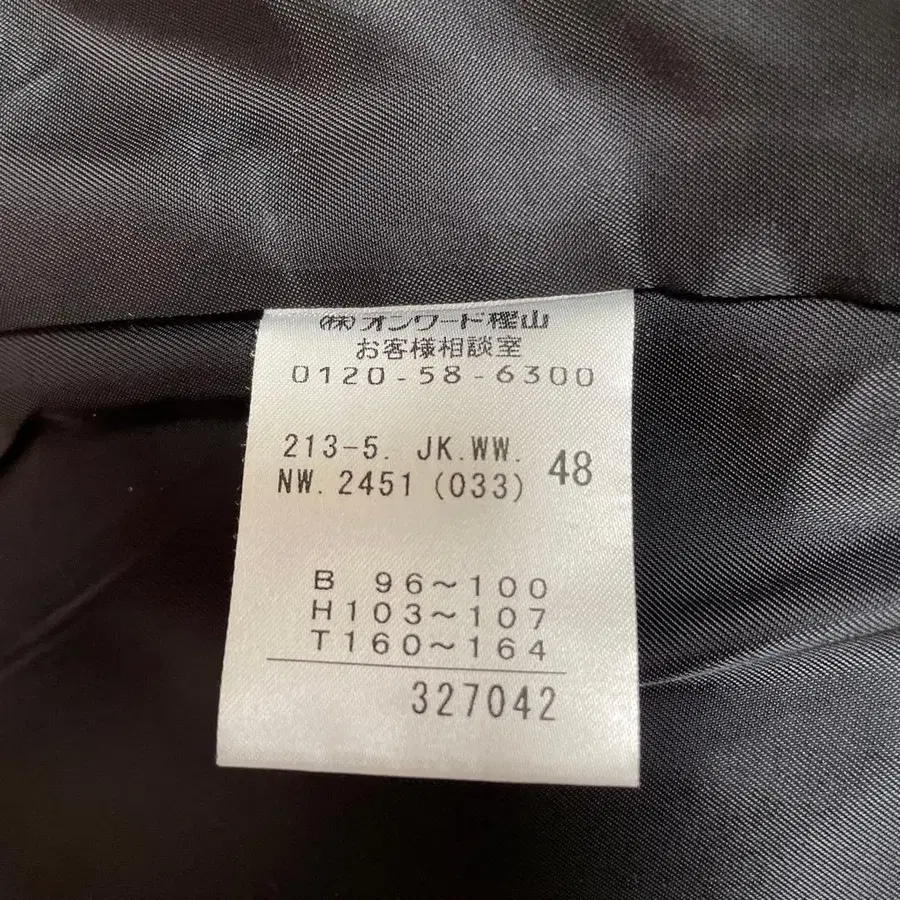 (株)オンワード樫山
お客様相談室
0120-58-6300
213-5. JK.WW.
NW. 2451 (033) 48
B 96~100
H103~107
T160~164
327042